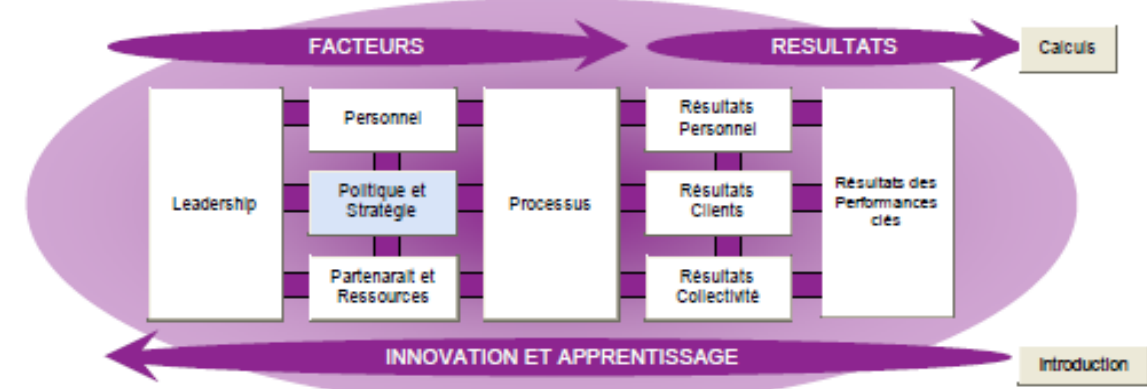 FACTEURS
RESULTATS
Calculs
Leadership
Personnel
Politique et
Stratégie
Partenarait et
Ressources
Processus
Résultats
Personnel
Résultats
Clients
Résultats
Collectivité
Résultats des
Performances
clés
INNOVATION ET APPRENTISSAGE
Introduction